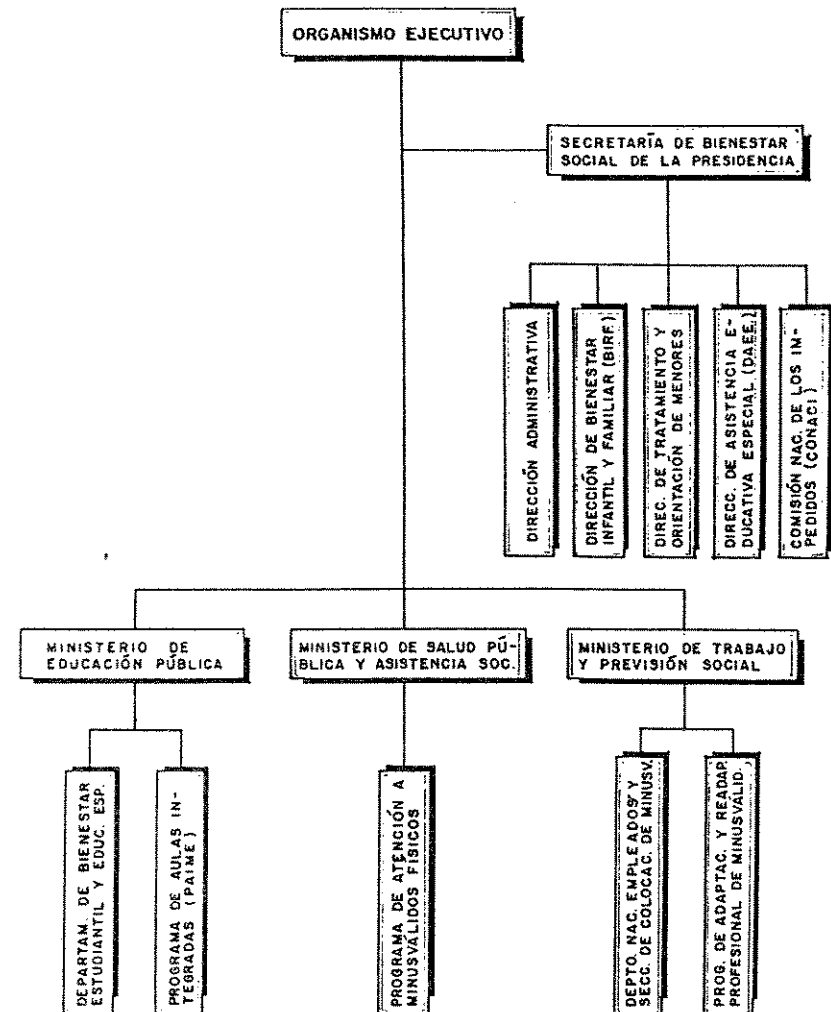 ORGANISMO EJECUTIVO
SECRETARÍA DE BIENESTAR
SOCIAL DE LA PRESIDENCIA
DIRECCIÓN ADMINISTRATIVA
DIRECCIÓN DE BIENESTAR
INFANTIL Y FAMILIAR (BIRF.)
DIREC. DE TRATAMIENTO Y
ORIENTACIÓN DE MENORES
DIRECC. DE ASISTENCIA E-
DUCATIVA ESPECIAL (DAEE.)
COMISIÓN NAC. DE LOS IM-
PEDIDOS (CONACI)
MINISTERIO DE
EDUCACIÓN PÚBLICA
MINISTERIO DE SALUD PÚ-
BLICA Y ASISTENCIA SOC.
MINISTERIO DE TRABAJO
Y PREVISIÓN SOCIAL
DEPARTAM. DE BIENESTAR
ESTUDIANTIL Y EDUC. ESP.
PROGRAMA DE AULAS IN-
TEGRADAS (PAIME)
PROGRAMA DE ATENCIÓN A
MINUSVÁLIDOS FÍSICOS
DEPTO. NAC. EMPLEADOS Y
SECC. DE COLOCAC. DE MINUSV.
PROG. DE ADAPTAC. Y READAP.
PROFESIONAL DE MINUSVÁLID.